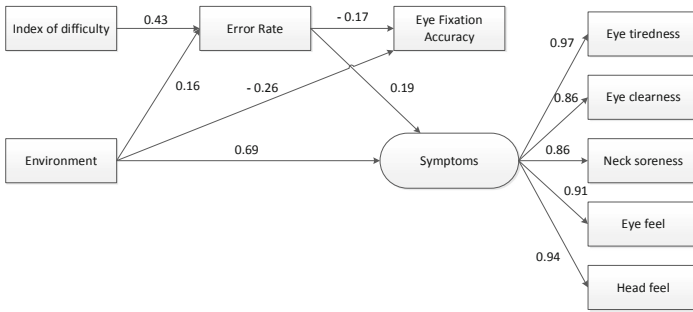 Index of difficulty
0.43
Error Rate
- 0.17
Eye Fixation
Accuracy
Eye tiredness
0.97
0.16
- 0.26
0.19
0.86
Eye clearness
Environment
0.69
Symptoms
0.86
Neck soreness
0.91
Eye feel
0.94
Head feel